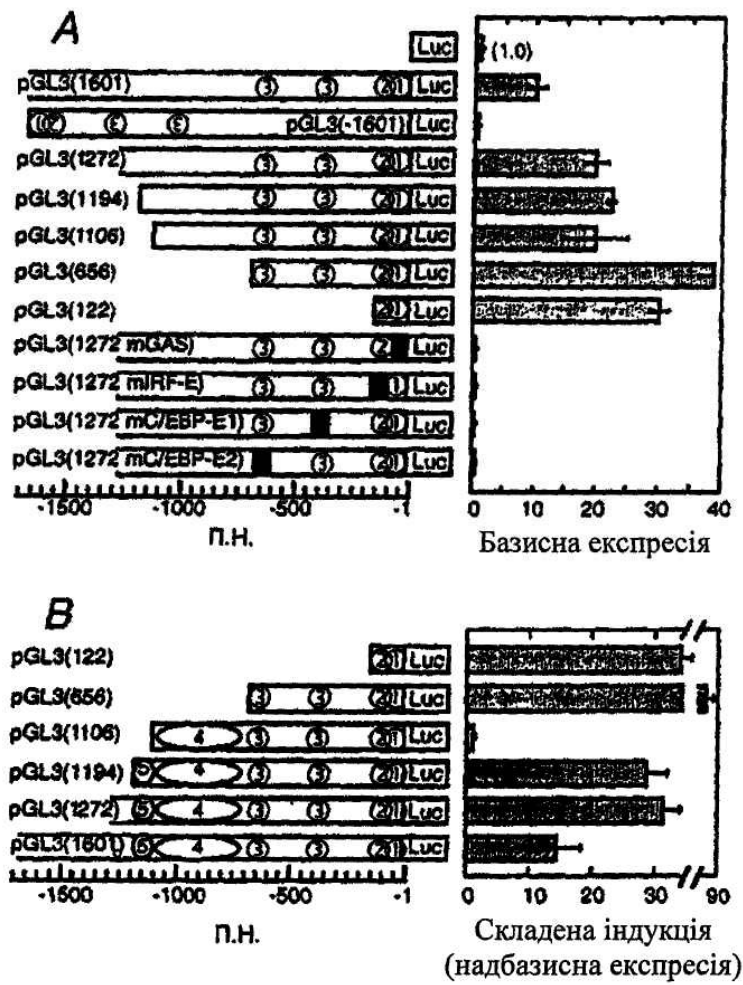 A
Luc (1.0)
pGL3(1601) 3 3 2 1 Luc
pGL3(-1601) Luc
pGL3(1272) 3 3 2 1 Luc
pGL3(1194) 3 3 2 1 Luc
pGL3(1106) 3 3 2 1 Luc
pGL3(656) 3 3 2 1 Luc
pGL3(122) 2 1 Luc
pGL3(1272 mGAS) 3 3 2 Luc
pGL3(1272 mIRF-E) 3 3 1 Luc
pGL3(1272 mC/EBP-E1) 3 2 1 Luc
pGL3(1272 mC/EBP-E2) 3 2 1 Luc
-1500 -1000 -500 -1 0 10 20 30 40
п.н. Базисна експресія
B
pGL3(122) 2 1 Luc
pGL3(656) 3 3 2 1 Luc
pGL3(1106) 4 3 3 2 1 Luc
pGL3(1194) 5 4 3 3 2 1 Luc
pGL3(1272) 5 4 3 3 2 1 Luc
pGL3(1601) 5 4 3 3 2 1 Luc
-1500 -1000 -500 -1 0 10 20 30 90
п.н. Складена індукція
(надбазисна експресія)